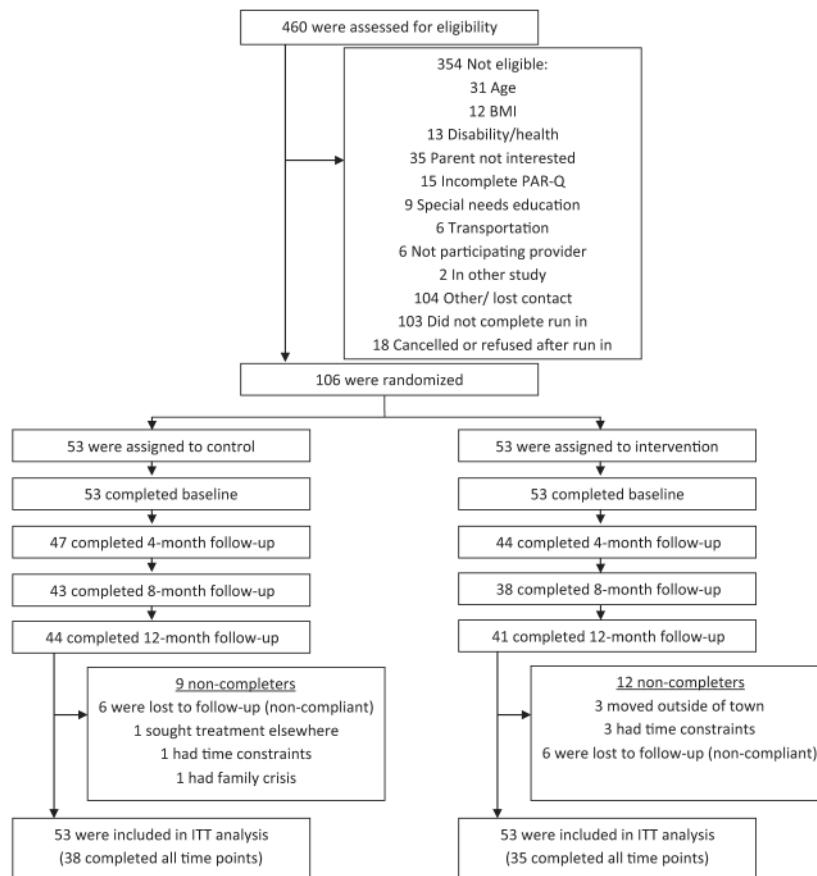 460 were assessed for eligibility
354 Not eligible:
31 Age
12 BMI
13 Disability/health
35 Parent not interested
15 Incomplete PAR-Q
9 Special needs education
6 Transportation
6 Not participating provider
2 In other study
104 Other/ lost contact
103 Did not complete run in
18 Cancelled or refused after run in
106 were randomized
53 were assigned to control
53 completed baseline
47 completed 4-month follow-up
43 completed 8-month follow-up
44 completed 12-month follow-up
9 non-completers
6 were lost to follow-up (non-compliant)
1 sought treatment elsewhere
1 had time constraints
1 had family crisis
53 were included in ITT analysis
(38 completed all time points)
53 were assigned to intervention
53 completed baseline
44 completed 4-month follow-up
38 completed 8-month follow-up
41 completed 12-month follow-up
12 non-completers
3 moved outside of town
3 had time constraints
6 were lost to follow-up (non-compliant)
53 were included in ITT analysis
(35 completed all time points)